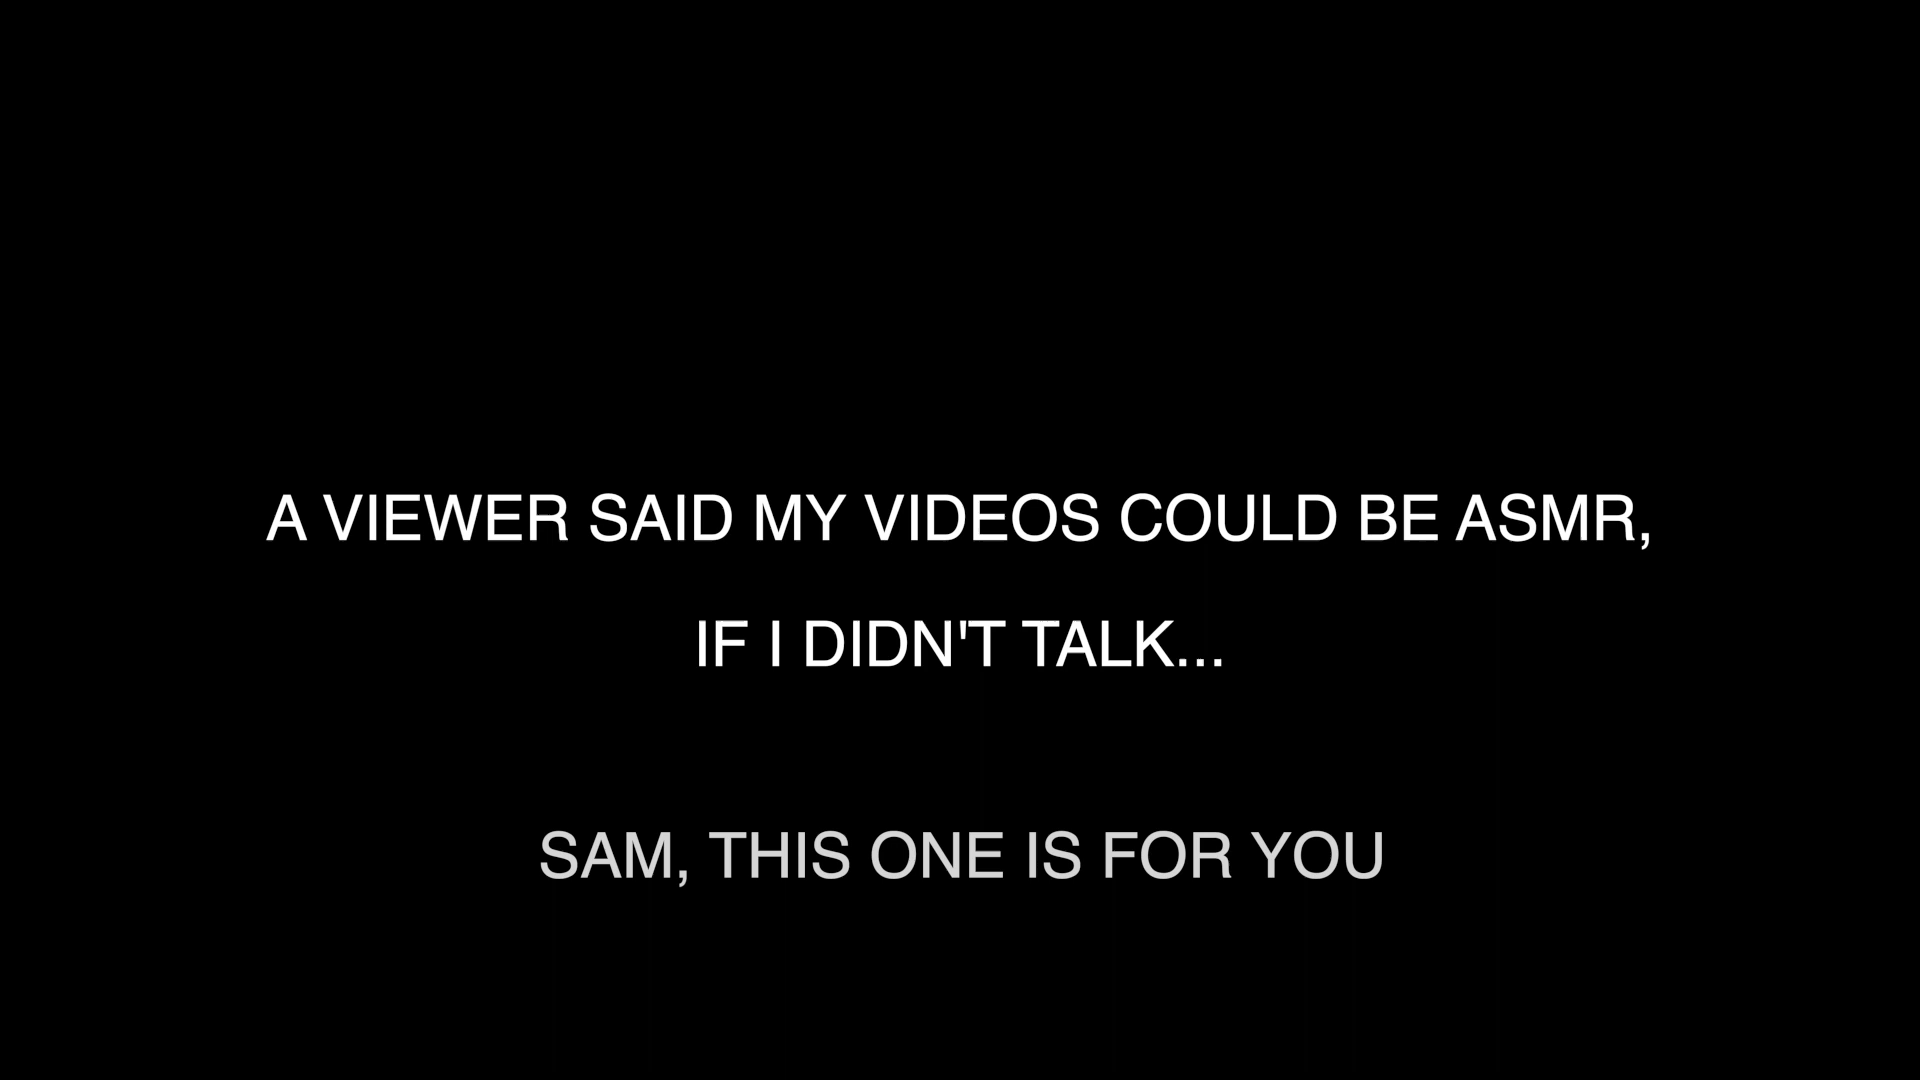 A VIEWER SAID MY VIDEOS COULD BE ASMR,
IF I DIDN'T TALK...
SAM, THIS ONE IS FOR YOU